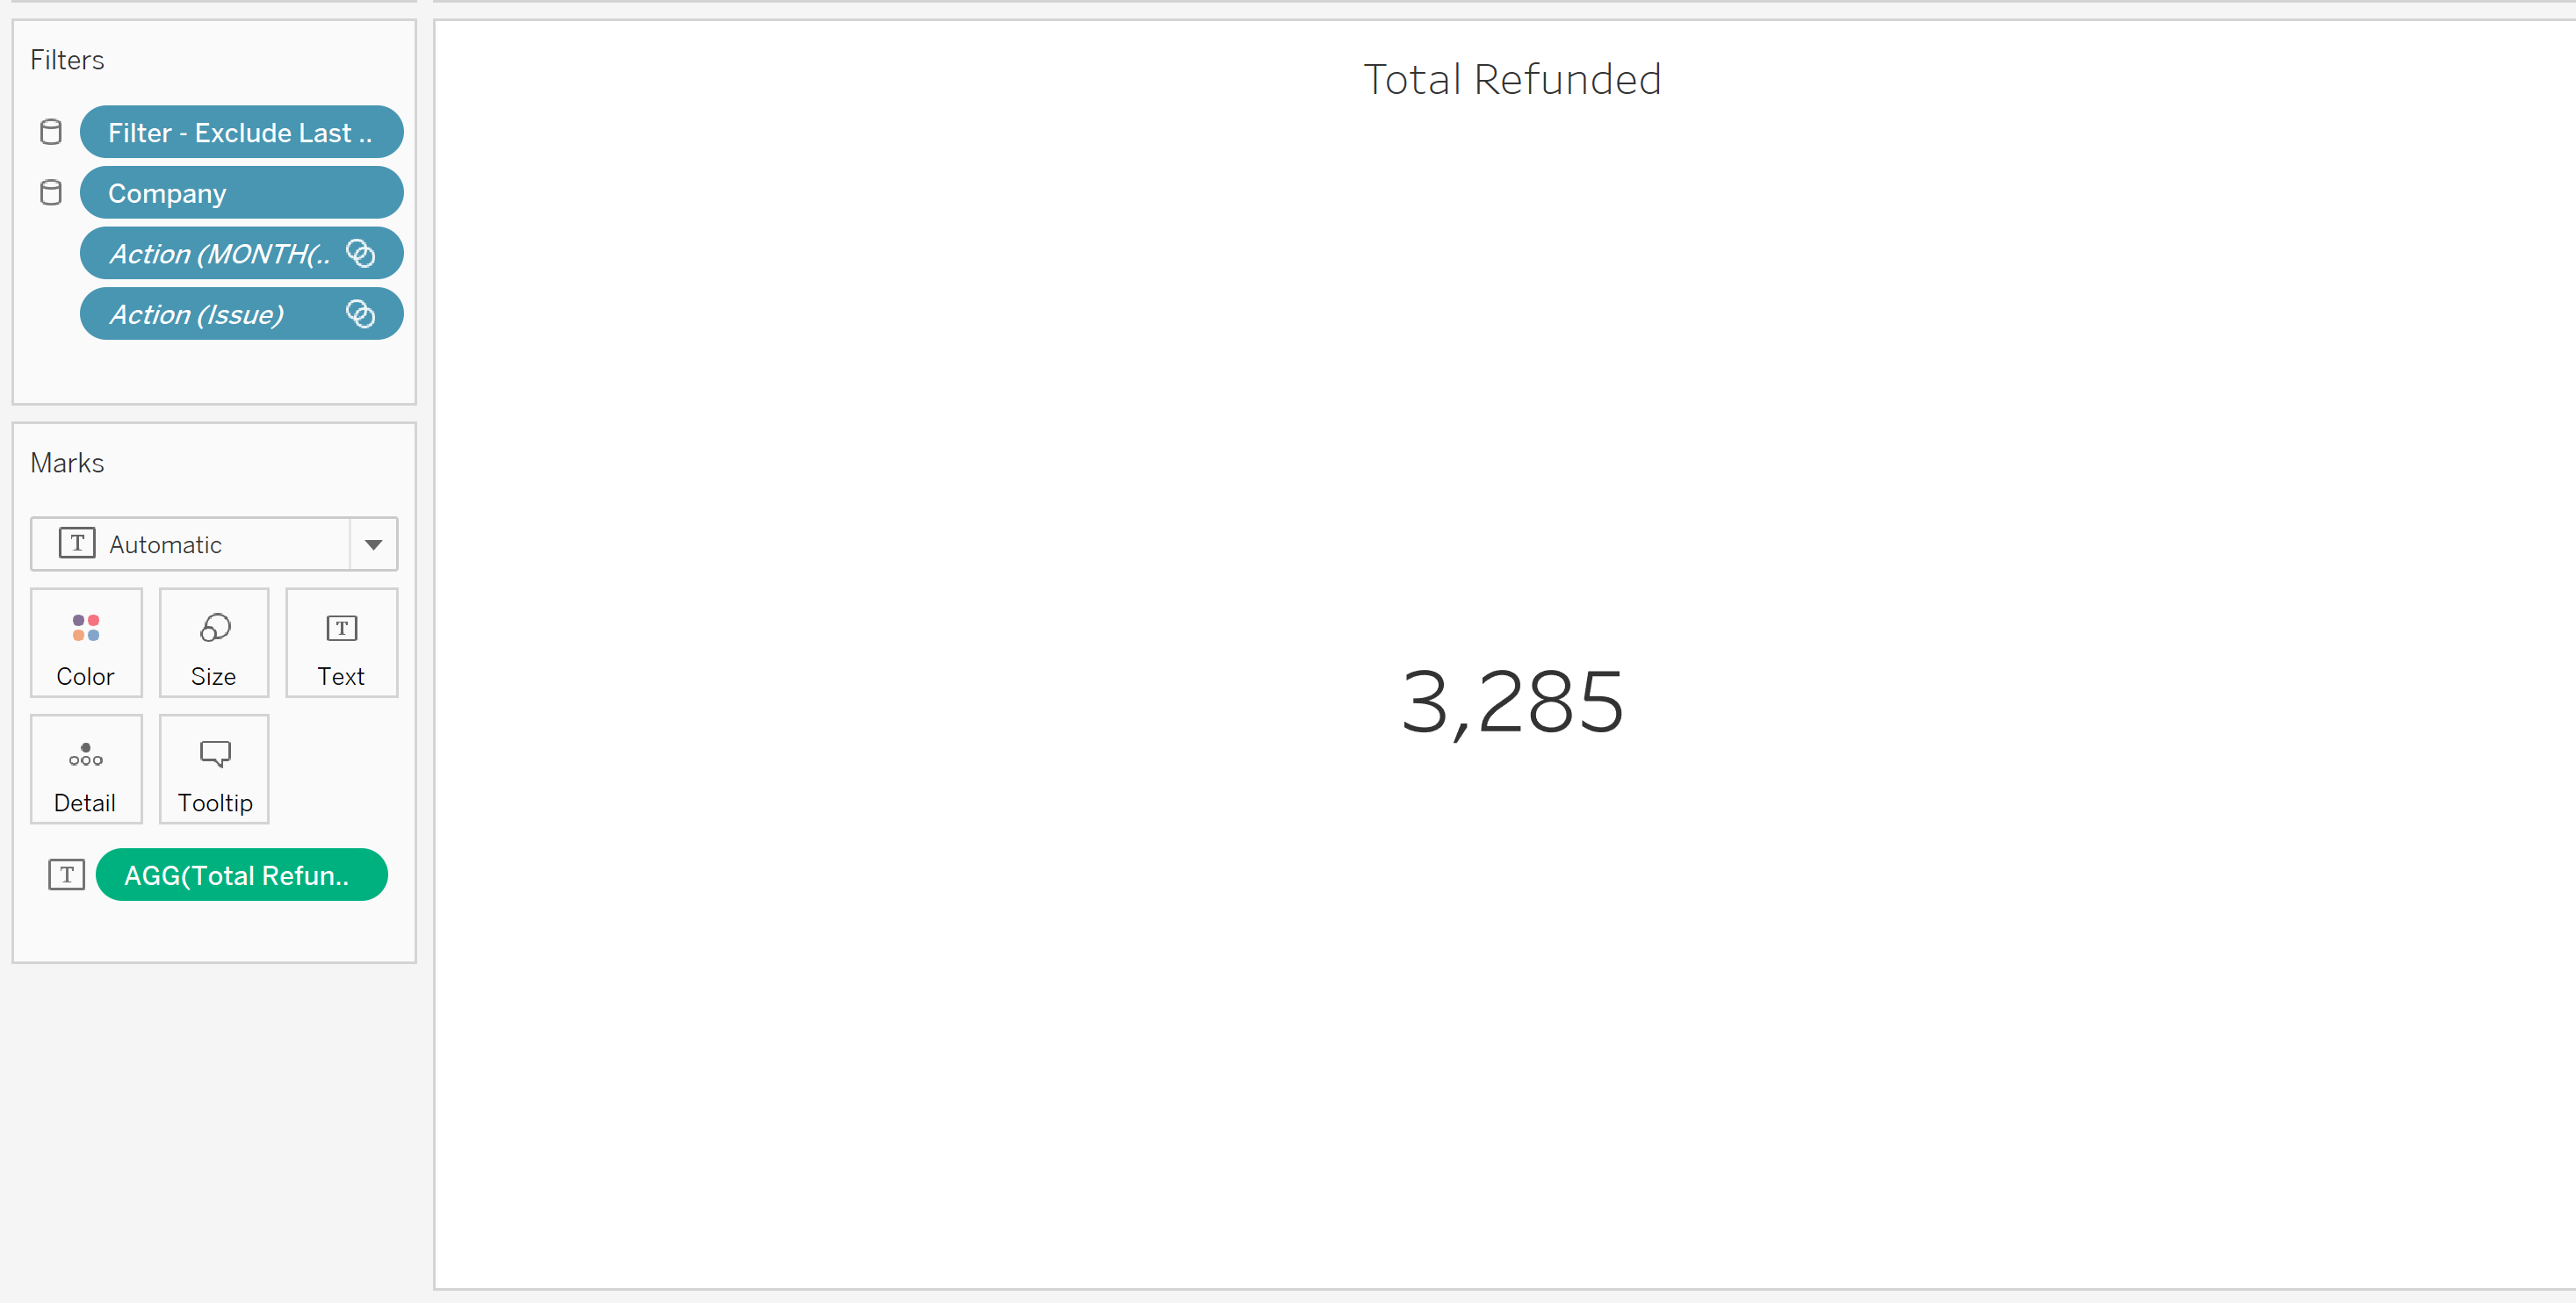 Filters
Filter - Exclude Last ..
Company
Action (MONTH(..
Action (Issue)
Marks
T Automatic
Color
Size
T
Text
Detail
Tooltip
T AGG(Total Refun..
Total Refunded
3,285